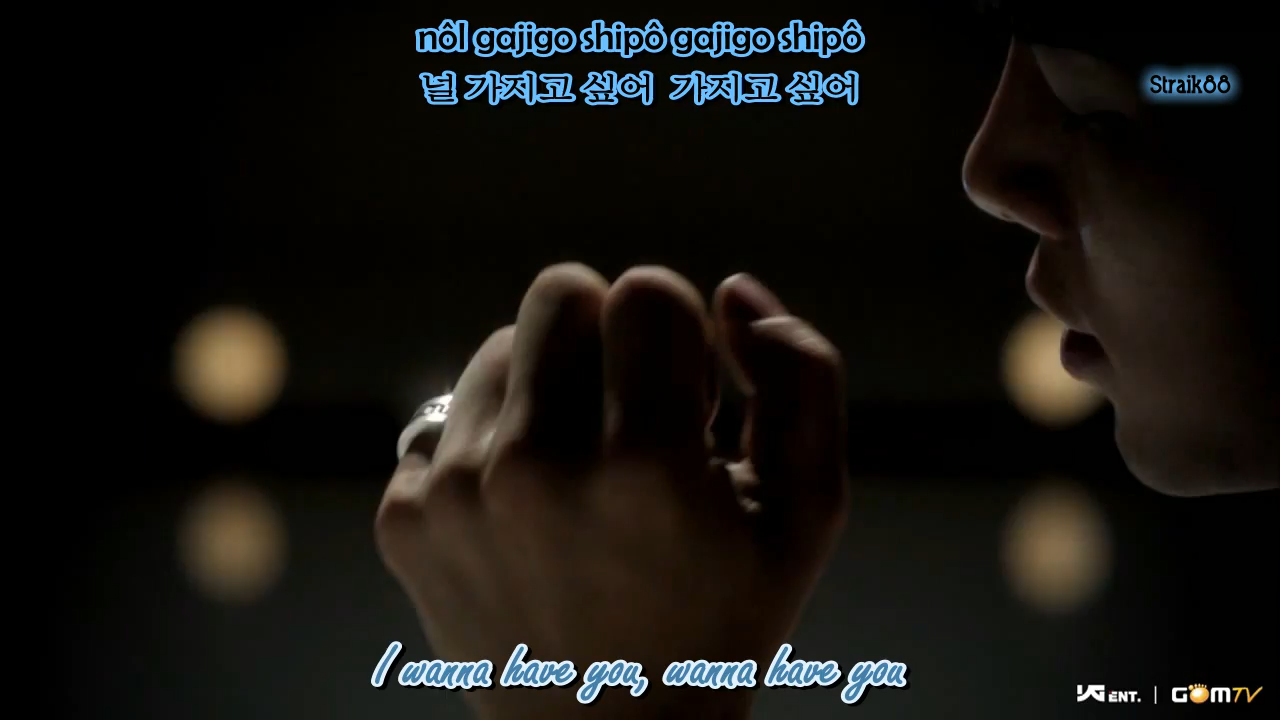 nôl gajigo shipô gajigo shipô
널 가지고 싶어 가지고 싶어
Straik88
I wanna have you, wanna have you
YG ENT. | GOMTV